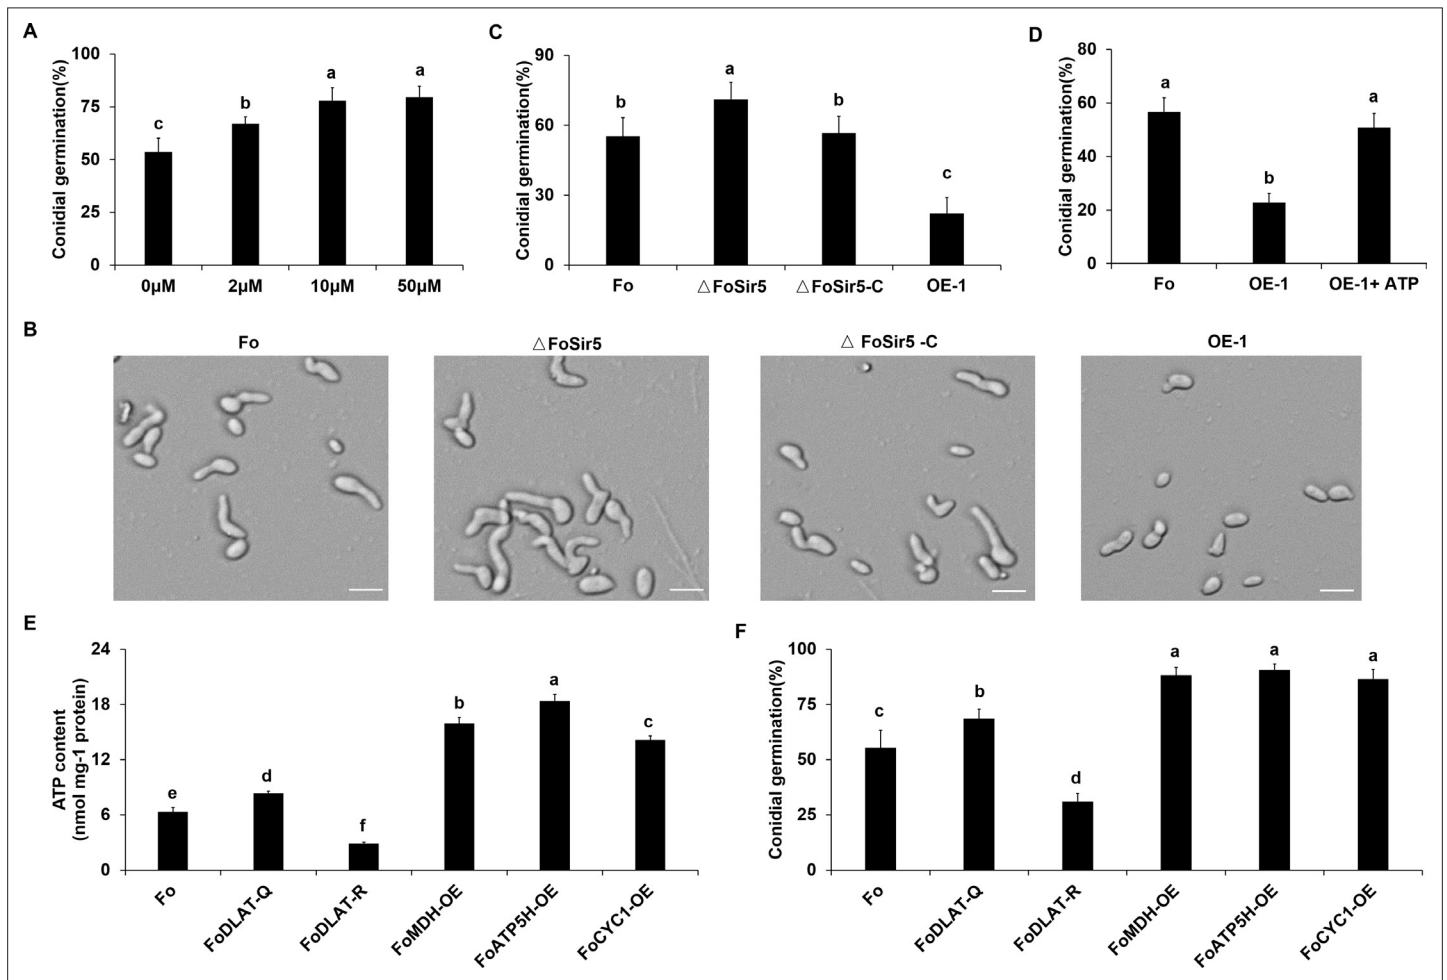 A
Conidial germination(%)
100
75
50
25
0
c
b
a
a
0µM
2µM
10µM
50µM
C
Conidial germination(%)
90
60
30
0
b
a
b
c
Fo
△FoSir5
△FoSir5-C
OE-1
D
Conidial germination(%)
80
60
40
20
0
a
b
a
Fo
OE-1
OE-1+ ATP
B
Fo
△FoSir5
△ FoSir5 -C
OE-1
E
ATP content
(nmol mg-1 protein)
24
18
12
6
0
e
d
f
b
a
c
Fo
FoDLAT-Q
FoDLAT-R
FoMDH-OE
FoATP5H-OE
FoCYC1-OE
F
Conidial germination(%)
100
75
50
25
0
c
b
d
a
a
a
Fo
FoDLAT-Q
FoDLAT-R
FoMDH-OE
FoATP5H-OE
FoCYC1-OE